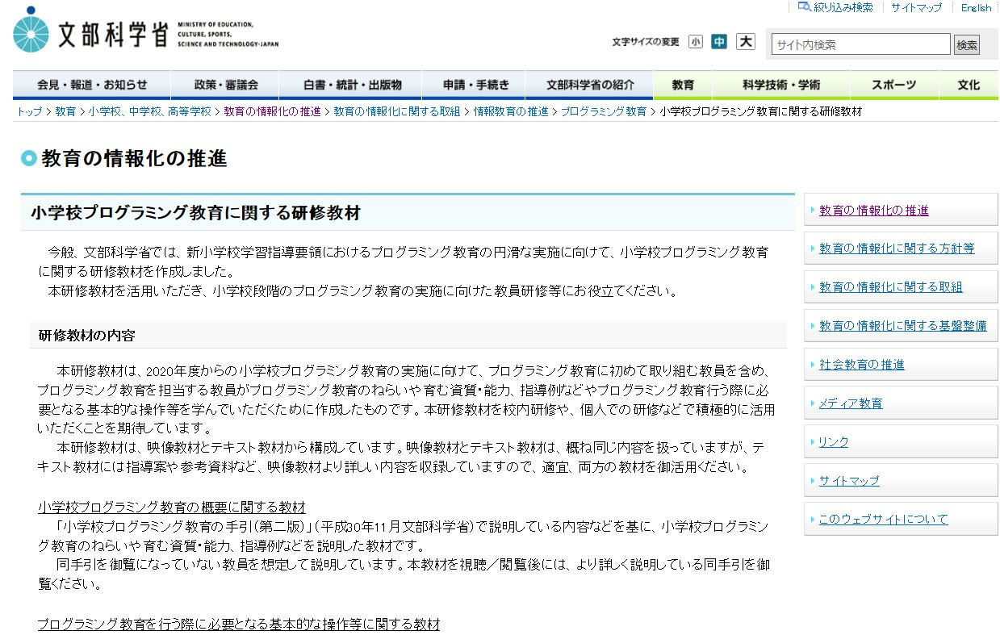 絞り込み検索 サイトマップ English
文部科学省 MINISTRY OF EDUCATION,
CULTURE, SPORTS,
SCIENCE AND TECHNOLOGY-JAPAN
文字サイズの変更 小 中 大 サイト内検索 検索
会見・報道・お知らせ 政策・審議会 白書・統計・出版物 申請・手続き 文部科学省の紹介 教育 科学技術・学術 スポーツ 文化
トップ > 教育 > 小学校、中学校、高等学校 > 教育の情報化の推進 > 教育の情報化に関する取組 > 情報教育の推進 > プログラミング教育 > 小学校プログラミング教育に関する研修教材
教育の情報化の推進
小学校プログラミング教育に関する研修教材
今般、文部科学省では、新小学校学習指導要領におけるプログラミング教育の円滑な実施に向けて、小学校プログラミング教育
に関する研修教材を作成しました。
本研修教材を活用いただき、小学校段階のプログラミング教育の実施に向けた教員研修等にお役立てください。
研修教材の内容
本研修教材は、2020年度からの小学校プログラミング教育の実施に向けて、プログラミング教育に初めて取り組む教員を含め、
プログラミング教育を担当する教員がプログラミング教育のねらいや育む資質・能力、指導例などやプログラミング教育行う際に必
要となる基本的な操作等を学んでいただくために作成したものです。本研修教材を校内研修や、個人での研修などで積極的に活用
いただくことを期待しています。
本研修教材は、映像教材とテキスト教材から構成しています。映像教材とテキスト教材は、概ね同じ内容を扱っていますが、テ
キスト教材には指導案や参考資料など、映像教材より詳しい内容を収録していますので、適宜、両方の教材を御活用ください。
小学校プログラミング教育の概要に関する教材
「小学校プログラミング教育の手引（第二版）」（平成30年11月文部科学省）で説明している内容などを基に、小学校プログラミン
グ教育のねらいや育む資質・能力、指導例などを説明した教材です。
同手引を御覧になっていない教員を想定して説明しています。本教材を視聴／閲覧後には、より詳しく説明している同手引を御
覧ください。
プログラミング教育を行う際に必要となる基本的な操作等に関する教材
教育の情報化の推進
教育の情報化に関する方針等
教育の情報化に関する取組
教育の情報化に関する基盤整備
社会教育の推進
メディア教育
リンク
サイトマップ
このウェブサイトについて